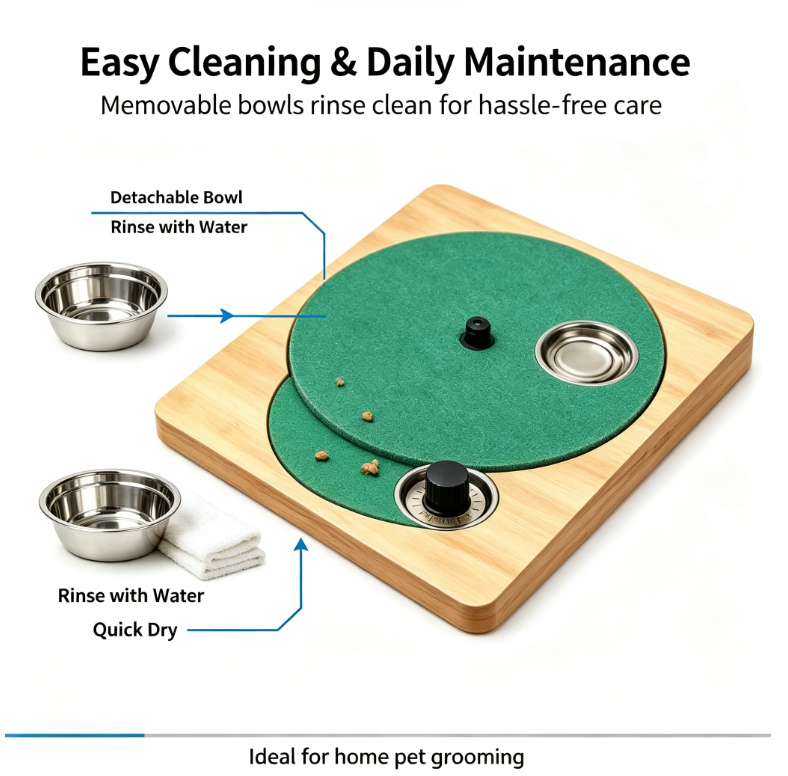 Easy Cleaning & Daily Maintenance
Memovable bowls rinse clean for hassle-free care
Detachable Bowl
Rinse with Water
Rinse with Water
Quick Dry
Ideal for home pet grooming